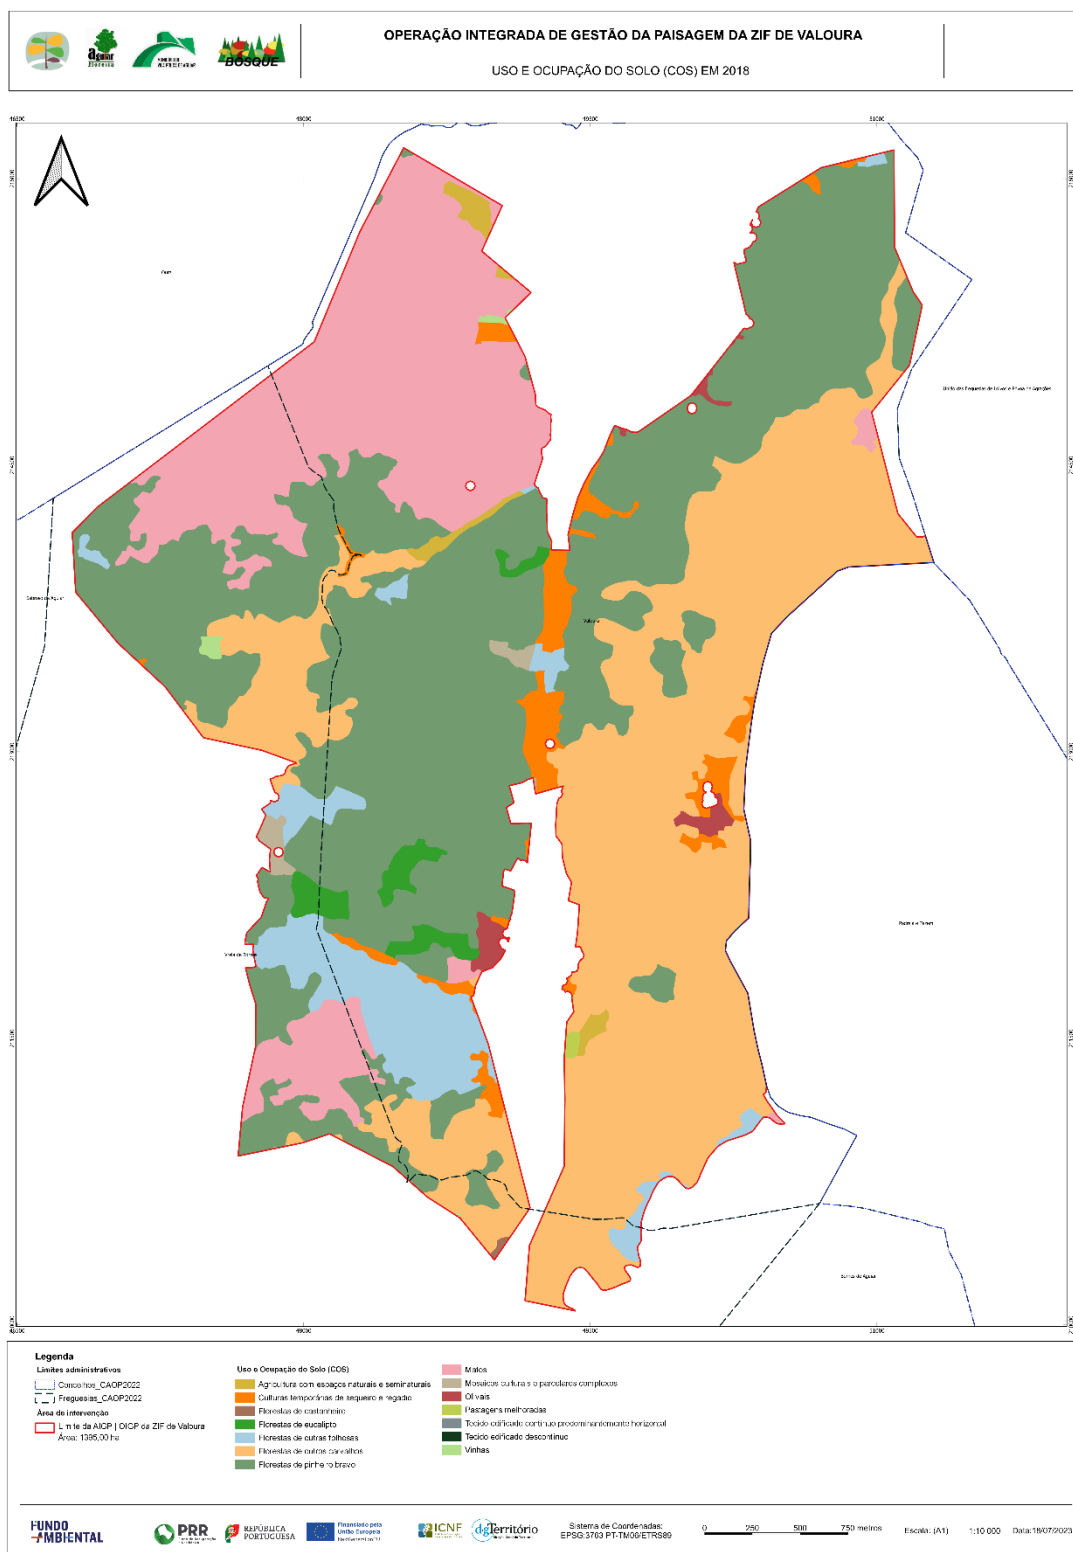 OPERAÇÃO INTEGRADA DE GESTÃO DA PAISAGEM DA ZIF DE VALOURA
USO E OCUPAÇÃO DO SOLO (COS) EM 2018
aguiar
BOSQUE
Valoura
Legenda
Limites administrativos
Concelhos_CAOP2022
Freguesias_CAOP2022
Área de intervenção
Limite da AIGP | OIGP da ZIF de Valoura
Área: 1395,00 ha
Uso e Ocupação do Solo (COS)
Agricultura com espaços naturais e seminaturais
Culturas temporárias de sequeiro e regadio
Florestas de castanheiro
Florestas de eucalipto
Florestas de outras folhosas
Florestas de outros carvalhos
Florestas de pinheiro bravo
Matos
Mosaicos culturais e parcelares complexos
Olivais
Pastagens melhoradas
Tecido edificado contínuo predominantemente horizontal
Tecido edificado descontínuo
Vinhas
FUNDO AMBIENTAL
PRR
REPÚBLICA PORTUGUESA
Financiado pela
União Europeia
ICNF
dgTerritório
Sistema de Coordenadas:
EPSG:3763 PT-TM06/ETRS89
0 250 500 750 metros
Escala: (A1) 1:10 000
Data:18/07/2023